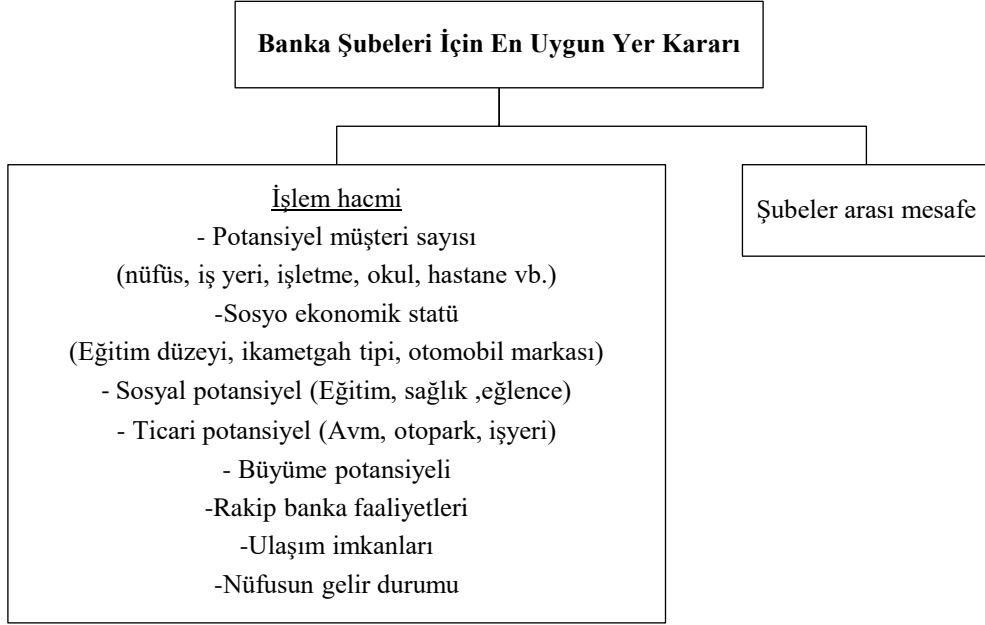 Banka Şubeleri İçin En Uygun Yer Kararı
İşlem hacmi
- Potansiyel müşteri sayısı
(nüfüs, iş yeri, işletme, okul, hastane vb.)
-Sosyo ekonomik statü
(Eğitim düzeyi, ikametgah tipi, otomobil markası)
- Sosyal potansiyel (Eğitim, sağlık ,eğlence)
- Ticari potansiyel (Avm, otopark, işyeri)
- Büyüme potansiyeli
-Rakip banka faaliyetleri
-Ulaşım imkanları
-Nüfusun gelir durumu
Şubeler arası mesafe